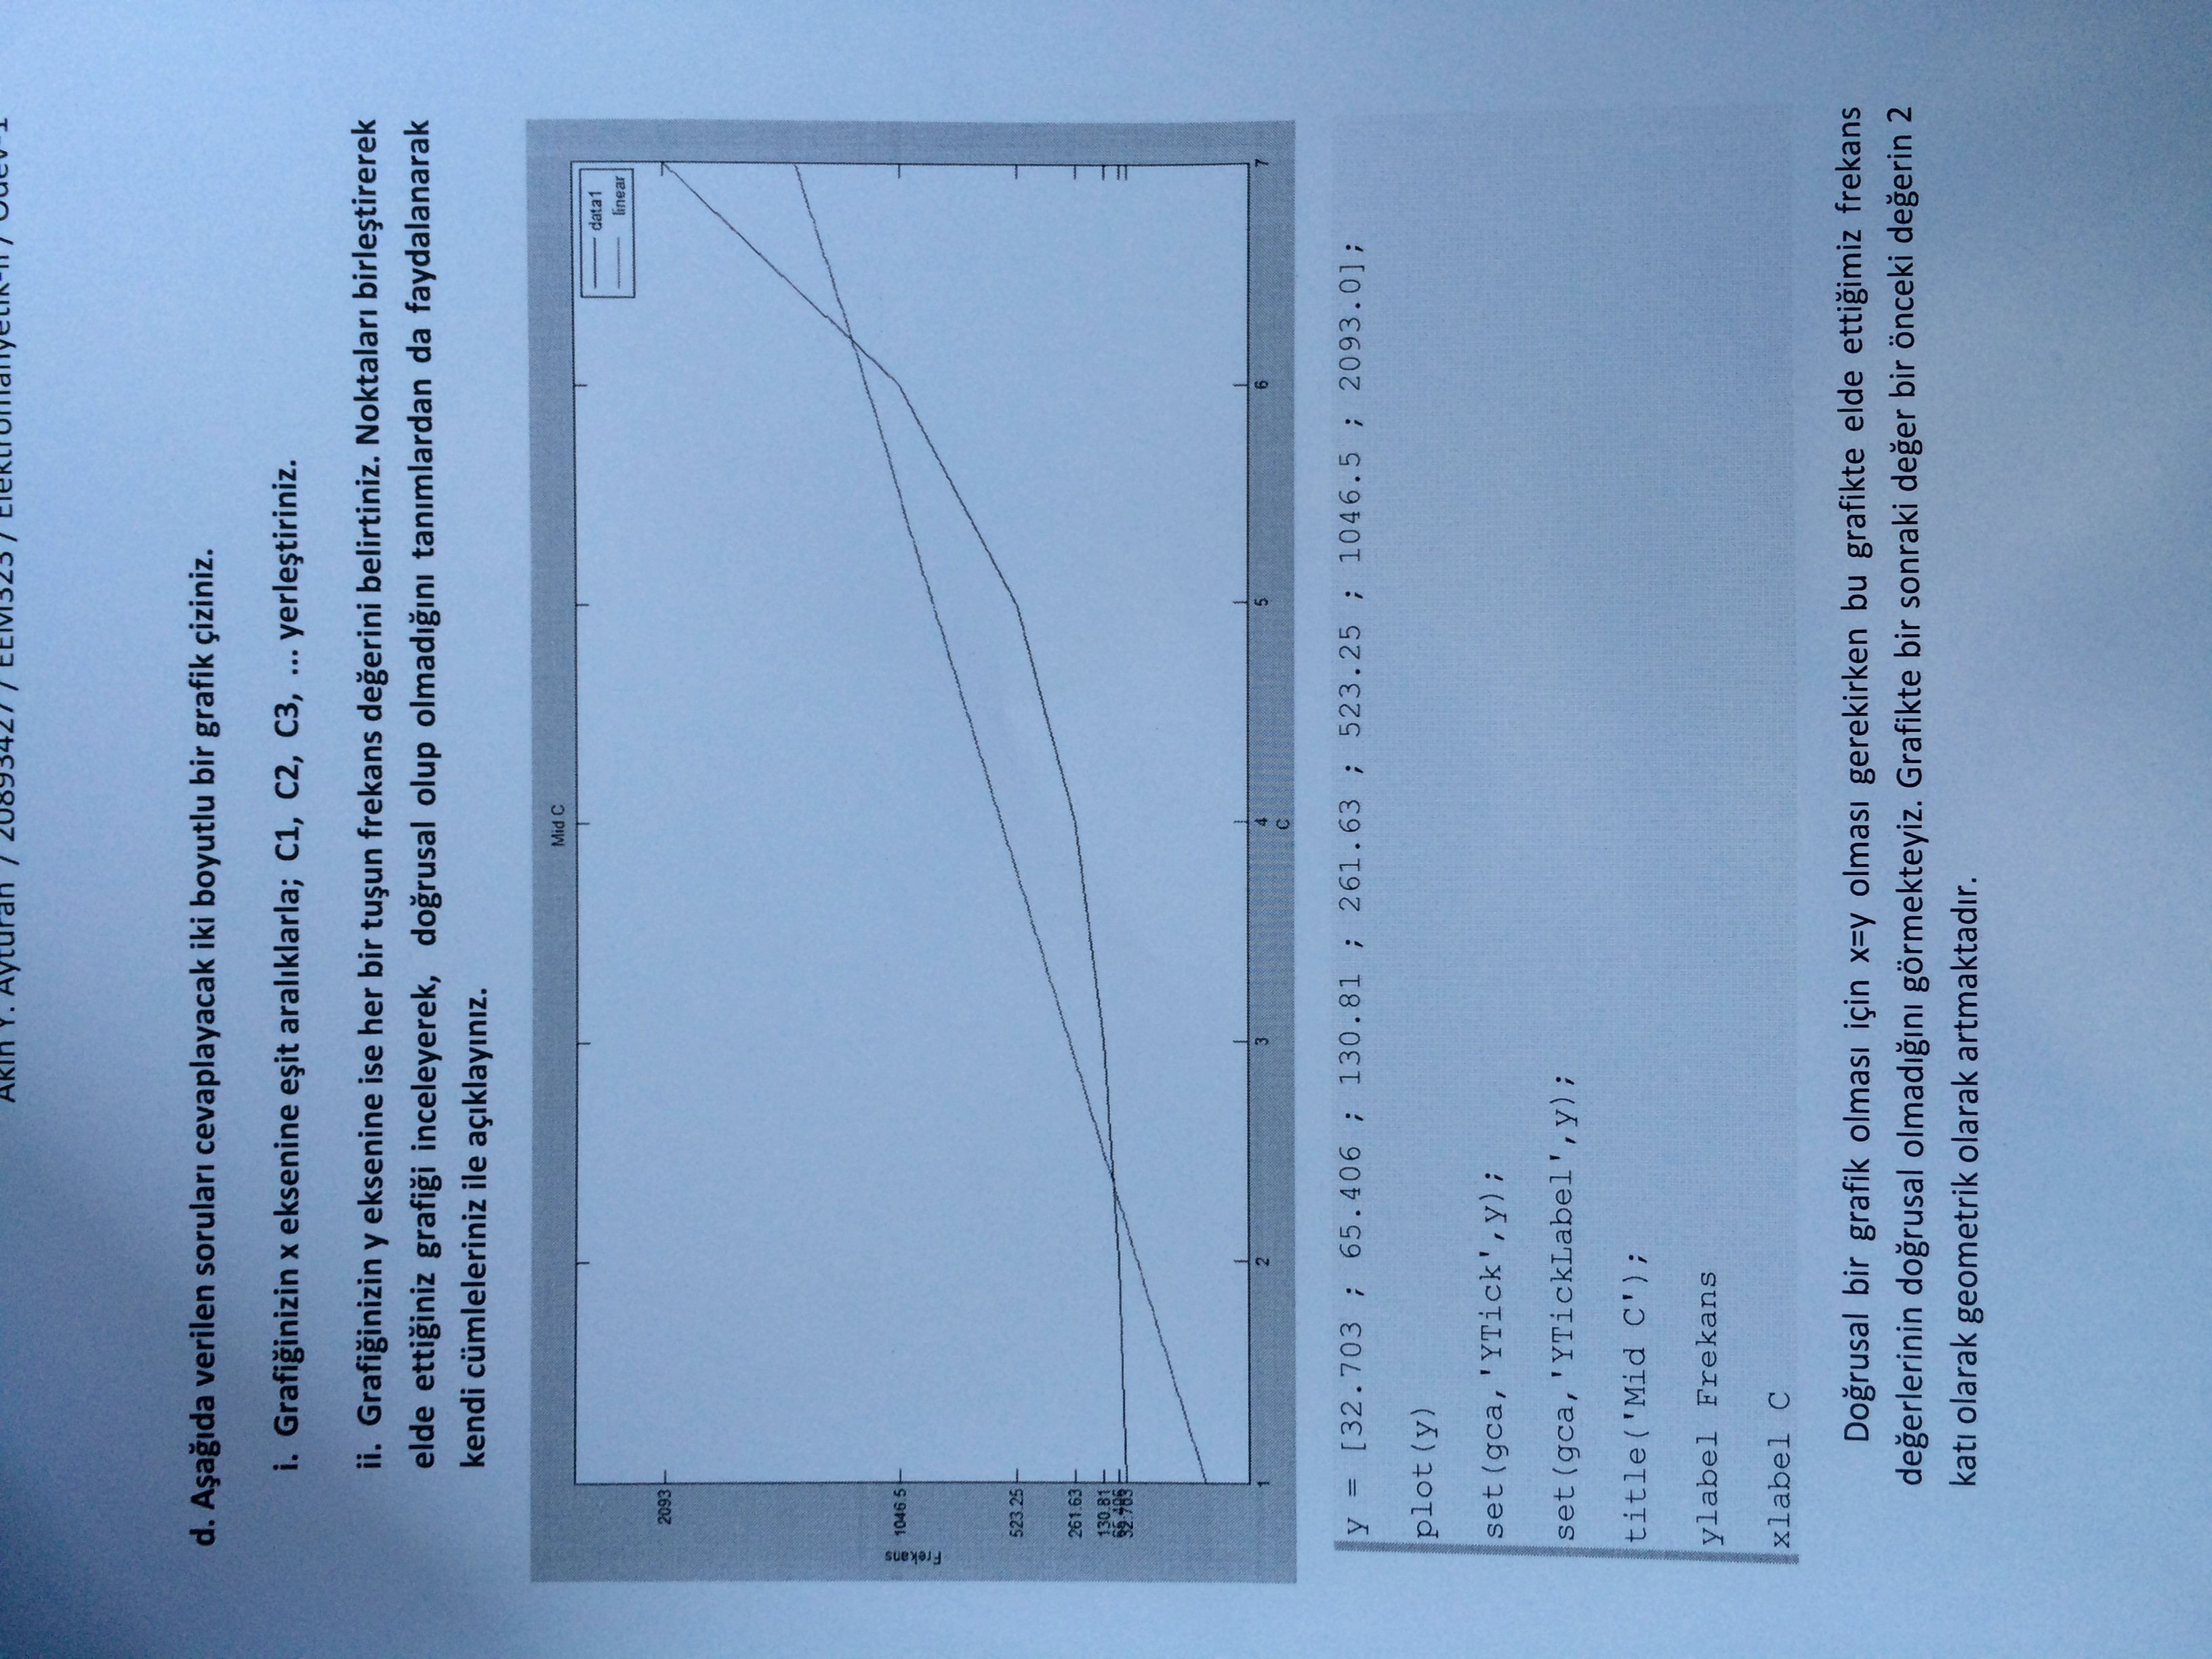 Akın Y. Ayturan / 20893427 / EEM323 / Elektromanyetik-II / Ödev-1
d. Aşağıda verilen soruları cevaplayacak iki boyutlu bir grafik çiziniz.
i. Grafiğinizin x eksenine eşit aralıklarla; C1, C2, C3, ... yerleştiriniz.
ii. Grafiğinizin y eksenine ise her bir tuşun frekans değerini belirtiniz. Noktaları birleştirerek
elde ettiğiniz grafiği inceleyerek, doğrusal olup olmadığını tanımlardan da faydalanarak
kendi cümleleriniz ile açıklayınız.
Mid C
data1
linear
2093
1046.5
523.25
261.63
130.81
65.406
32.703
Frekans
1 2 3 4 5 6 7
C
y = [32.703 ; 65.406 ; 130.81 ; 261.63 ; 523.25 ; 1046.5 ; 2093.0];
plot(y)
set(gca,'YTick',y);
set(gca,'YTickLabel',y);
title('Mid C');
ylabel Frekans
xlabel C
Doğrusal bir grafik olması için x=y olması gerekirken bu grafikte elde ettiğimiz frekans
değerlerinin doğrusal olmadığını görmekteyiz. Grafikte bir sonraki değer bir önceki değerin 2
katı olarak geometrik olarak artmaktadır.